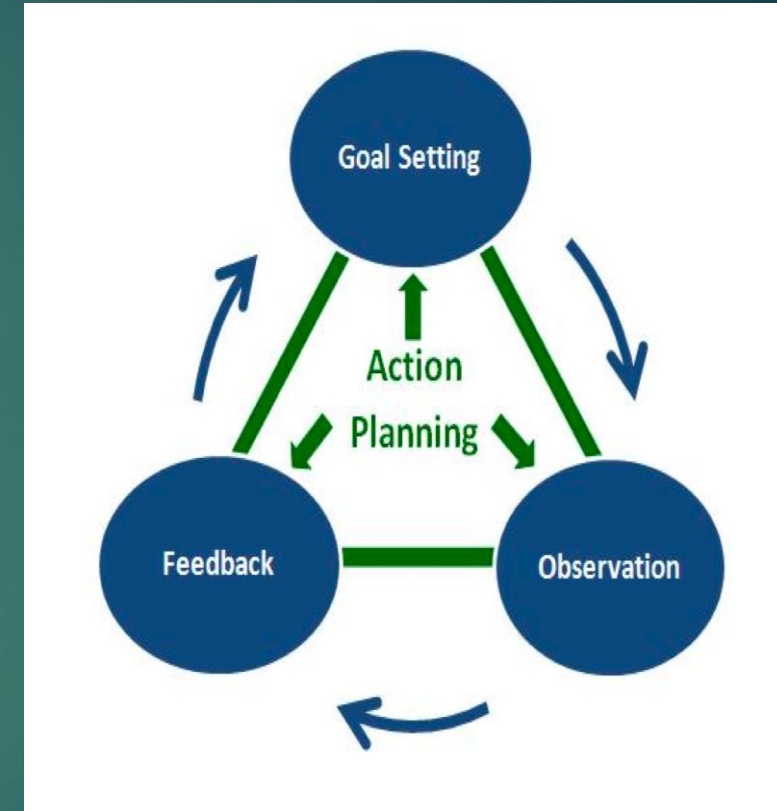 Goal Setting
Action
Planning
Feedback
Observation